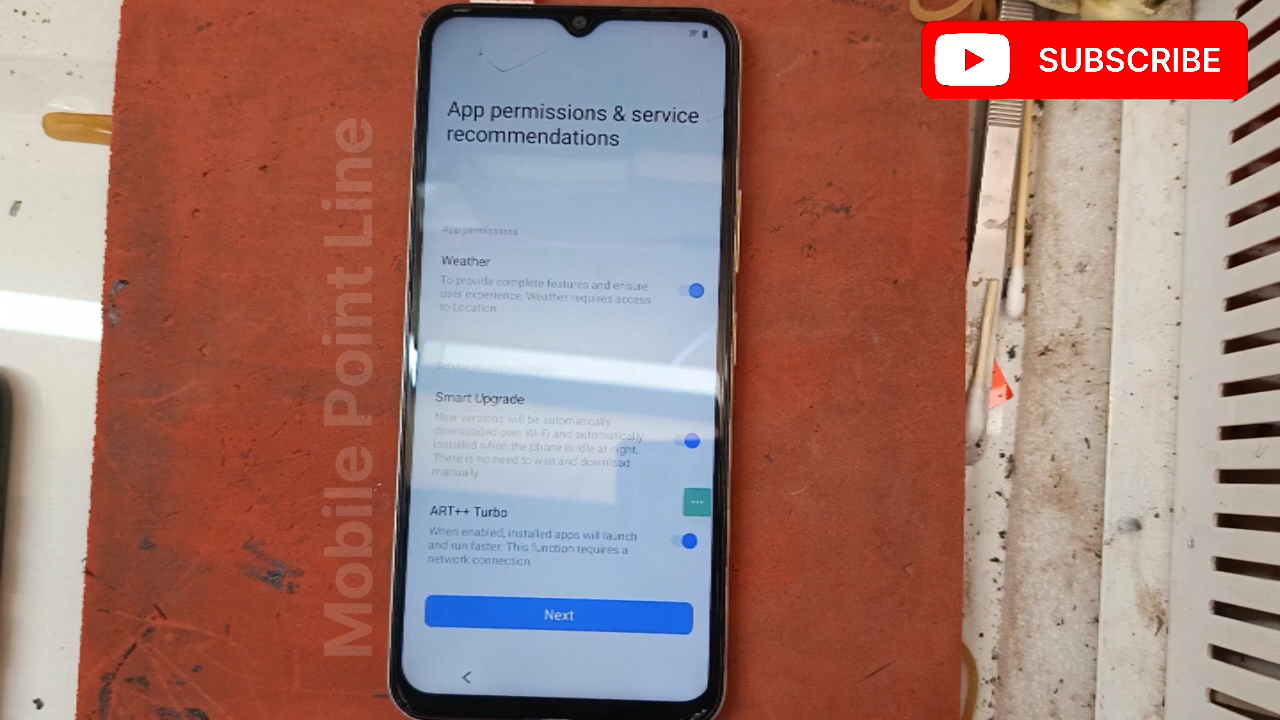 SUBSCRIBE
App permissions & service
recommendations
App permissions
Weather
To provide complete features and ensure
user experience, Weather requires access
to Location.
Smart Upgrade
New versions will be automatically
downloaded over Wi-Fi and automatically
installed when the phone is idle at night.
There is no need to wait and download
manually.
ART++ Turbo
When enabled, installed apps will launch
and run faster. This function requires a
network connection.
Next
Mobile Point Line